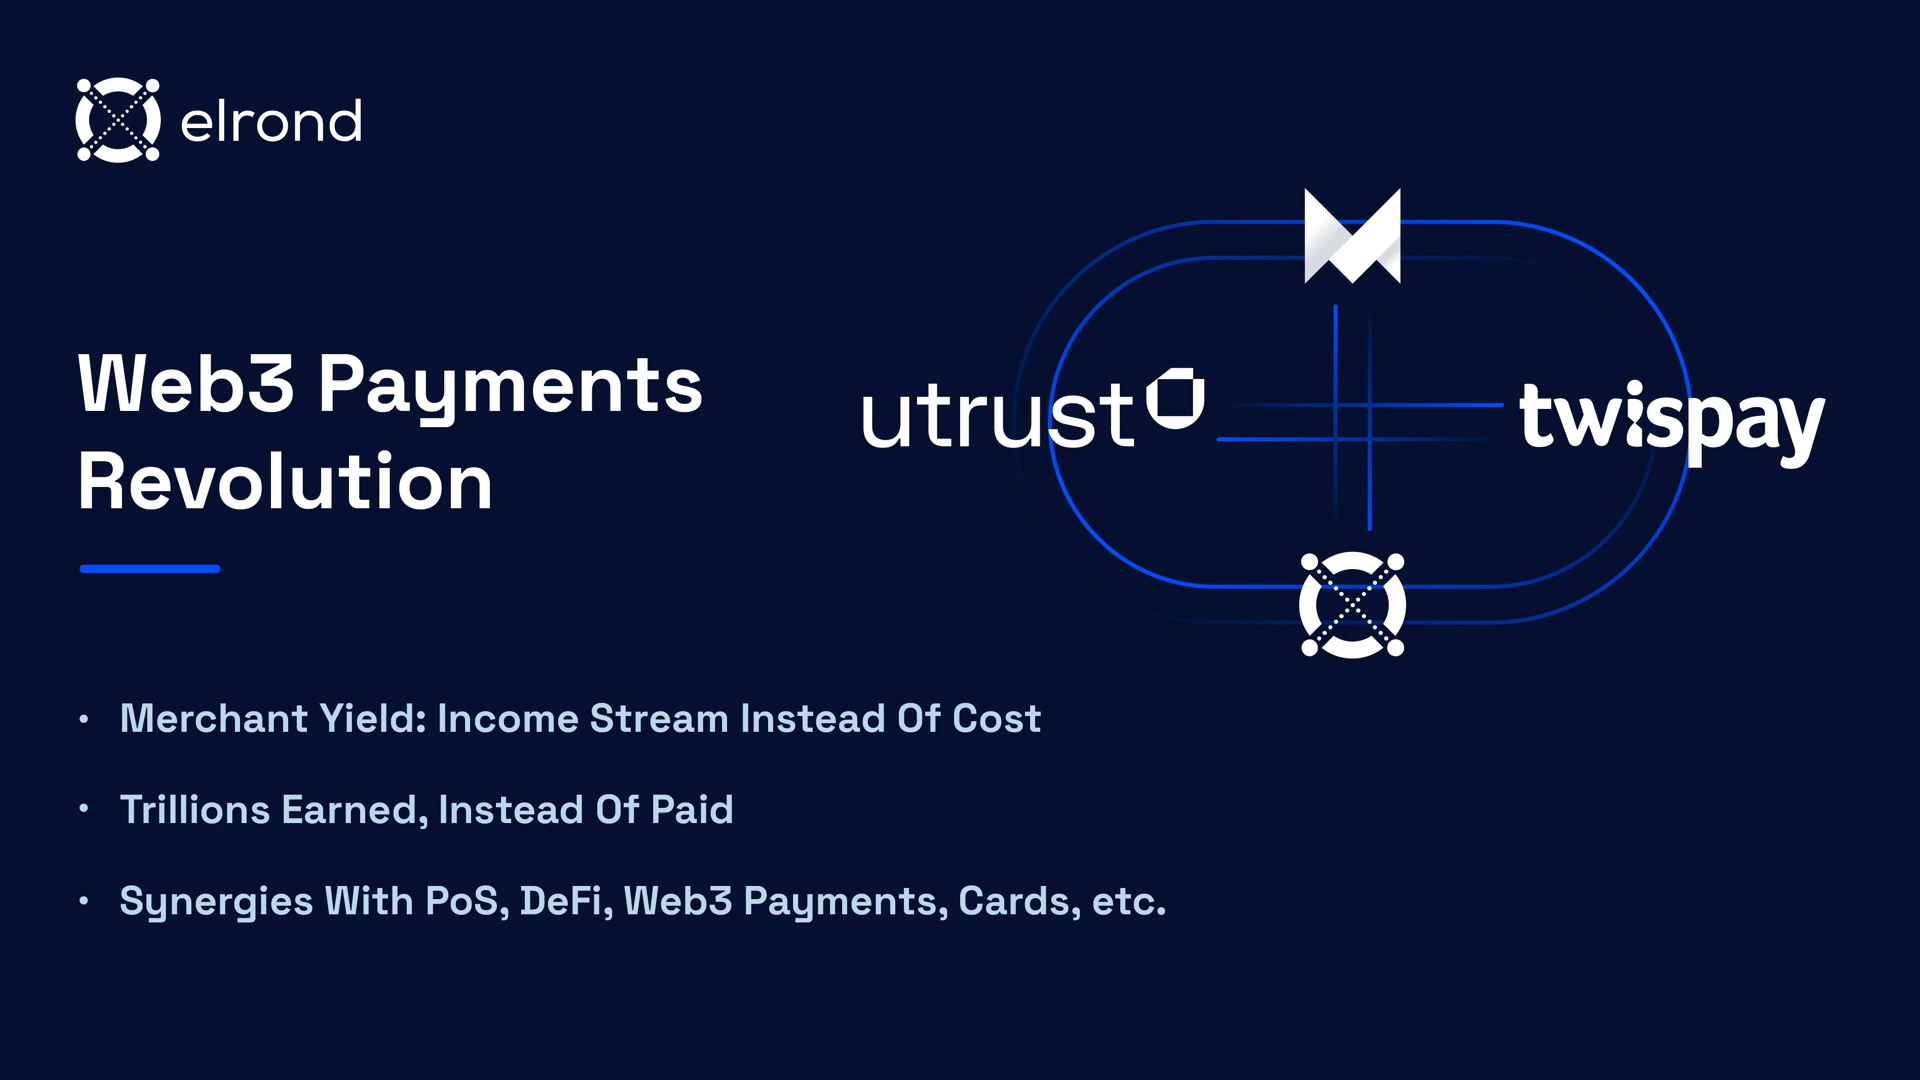 elrond
Web3 Payments
Revolution
utrust
twispay
• Merchant Yield: Income Stream Instead Of Cost
• Trillions Earned, Instead Of Paid
• Synergies With PoS, DeFi, Web3 Payments, Cards, etc.